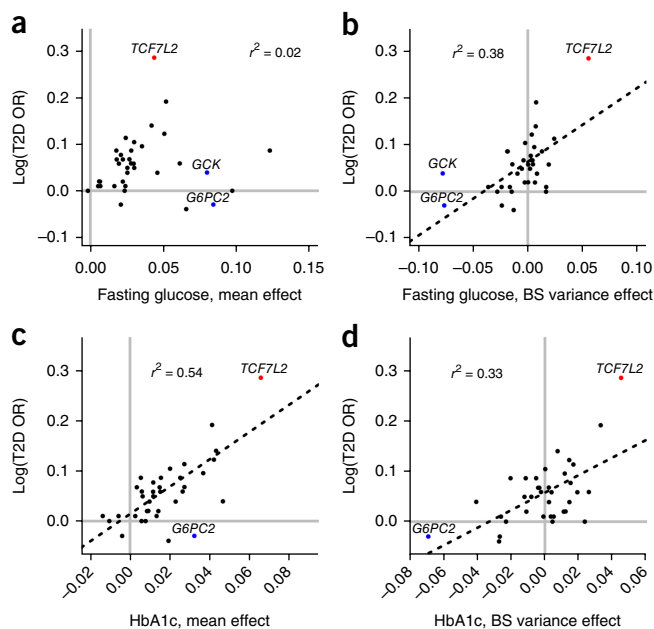 a
TCF7L2
r² = 0.02
0.3
0.2
0.1
0.0
−0.1
Log(T2D OR)
GCK
G6PC2
0.00
0.05
0.10
0.15
Fasting glucose, mean effect
b
r² = 0.38
TCF7L2
0.3
0.2
0.1
0.0
−0.1
Log(T2D OR)
GCK
G6PC2
−0.10
−0.05
0.00
0.05
0.10
Fasting glucose, BS variance effect
c
r² = 0.54
TCF7L2
0.3
0.2
0.1
0.0
Log(T2D OR)
G6PC2
−0.02
0.00
0.02
0.04
0.06
0.08
HbA1c, mean effect
d
r² = 0.33
TCF7L2
0.3
0.2
0.1
0.0
Log(T2D OR)
G6PC2
−0.08
−0.06
−0.04
−0.02
0.00
0.02
0.04
0.06
HbA1c, BS variance effect